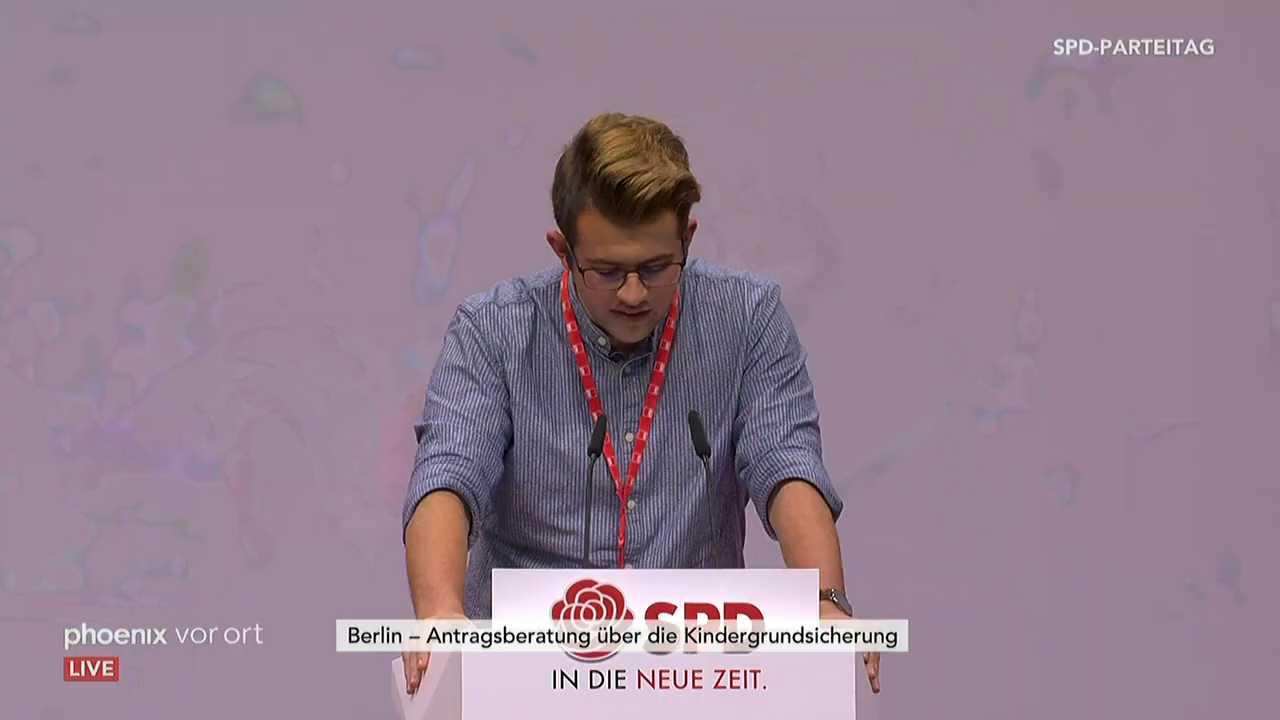 SPD-PARTEITAG
SPD
phoenix vor ort
Berlin – Antragsberatung über die Kindergrundsicherung
LIVE
IN DIE NEUE ZEIT.